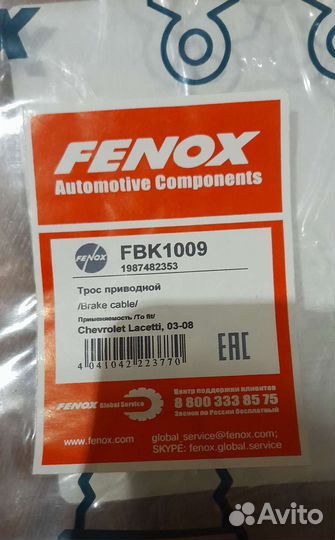 FENOX
Automotive Components
FENOX
FBK1009
1987482353
Трос приводной
/Brake cable/
Применяемость /To fit/
Chevrolet Lacetti, 03-08
4 041042 223770
EAC
Центр поддержки клиентов
FENOX Global Service
8 800 333 85 75
Звонок по России бесплатный
www.fenox.com
global_service@fenox.com;
SKYPE: fenox.global.service
Avito